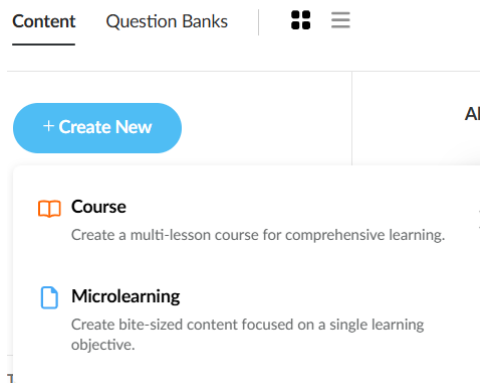 Content Question Banks
+ Create New
Course
Create a multi-lesson course for comprehensive learning.
Microlearning
Create bite-sized content focused on a single learning
objective.